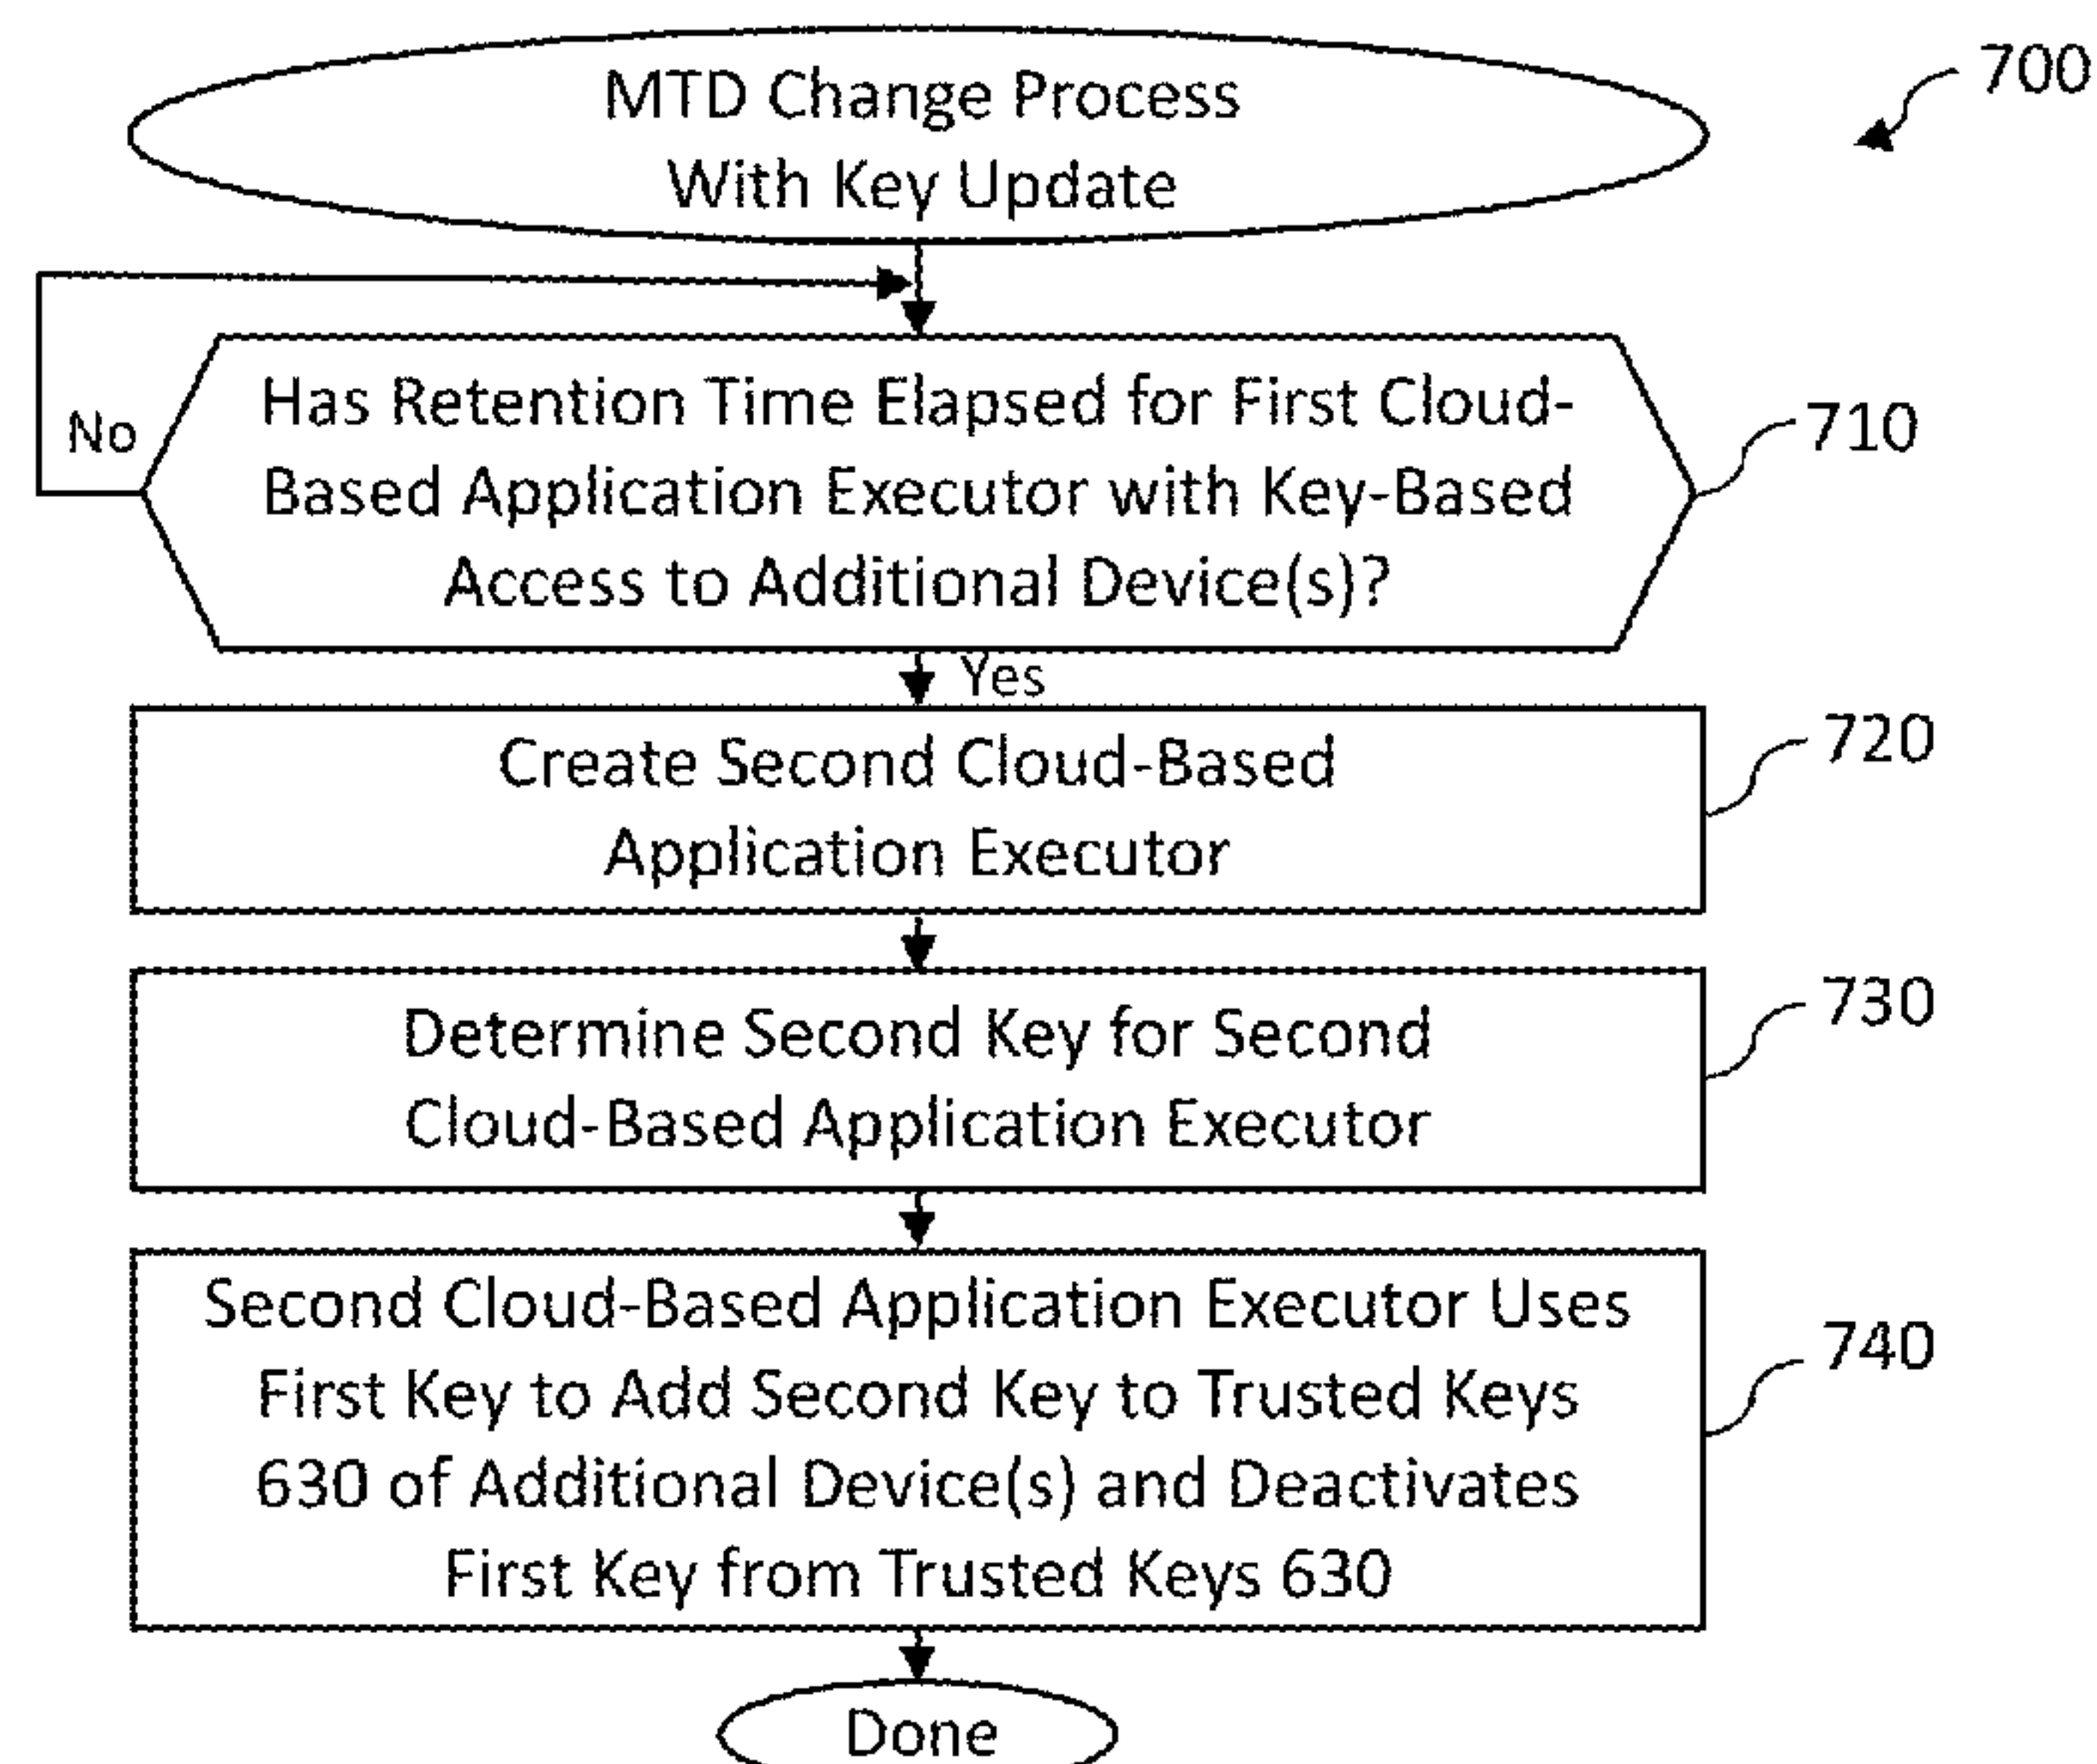 MTD Change Process
With Key Update
700
No
Has Retention Time Elapsed for First Cloud-
Based Application Executor with Key-Based
Access to Additional Device(s)?
710
Yes
Create Second Cloud-Based
Application Executor
720
Determine Second Key for Second
Cloud-Based Application Executor
730
Second Cloud-Based Application Executor Uses
First Key to Add Second Key to Trusted Keys
630 of Additional Device(s) and Deactivates
First Key from Trusted Keys 630
740
Done